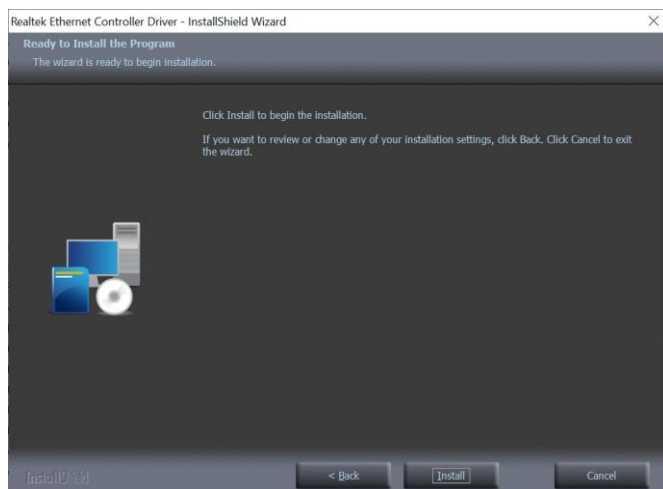 Realtek Ethernet Controller Driver - InstallShield Wizard
Ready to Install the Program
The wizard is ready to begin installation.
Click Install to begin the installation.
If you want to review or change any of your installation settings, click Back. Click Cancel to exit
the wizard.
InstallShield
< Back
Install
Cancel